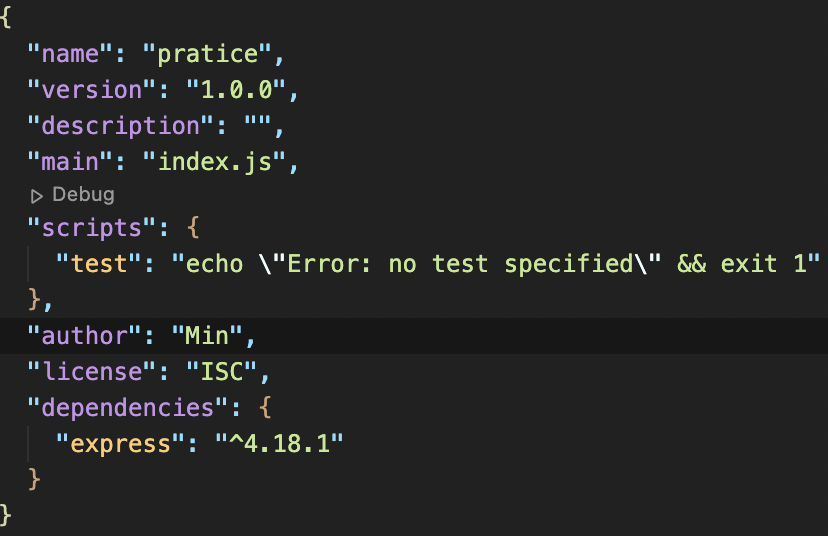 {
"name": "pratice",
"version": "1.0.0",
"description": "",
"main": "index.js",
Debug
"scripts": {
"test": "echo \"Error: no test specified\" && exit 1"
},
"author": "Min",
"license": "ISC",
"dependencies": {
"express": "^4.18.1"
}
}